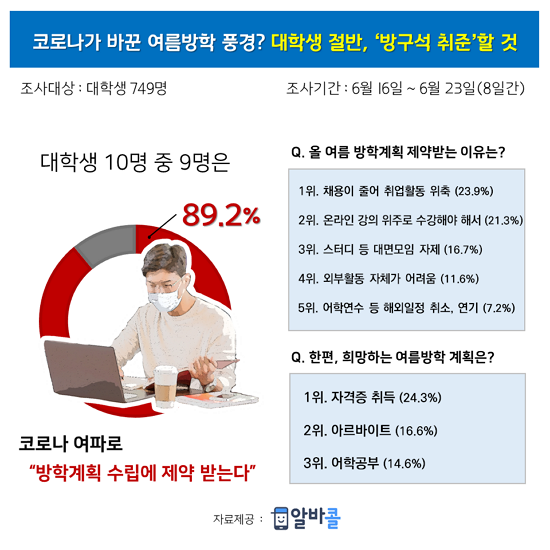 코로나가 바꾼 여름방학 풍경? 대학생 절반, ‘방구석 취준’할 것
조사대상 : 대학생 749명
조사기간 : 6월 16일 ~ 6월 23일(8일간)
대학생 10명 중 9명은
89.2%
코로나 여파로
“방학계획 수립에 제약 받는다”
Q. 올 여름 방학계획 제약받는 이유는?
1위. 채용이 줄어 취업활동 위축 (23.9%)
2위. 온라인 강의 위주로 수강해야 해서 (21.3%)
3위. 스터디 등 대면모임 자제 (16.7%)
4위. 외부활동 자체가 어려움 (11.6%)
5위. 어학연수 등 해외일정 취소, 연기 (7.2%)
Q. 한편, 희망하는 여름방학 계획은?
1위. 자격증 취득 (24.3%)
2위. 아르바이트 (16.6%)
3위. 어학공부 (14.6%)
자료제공 : 알바콜